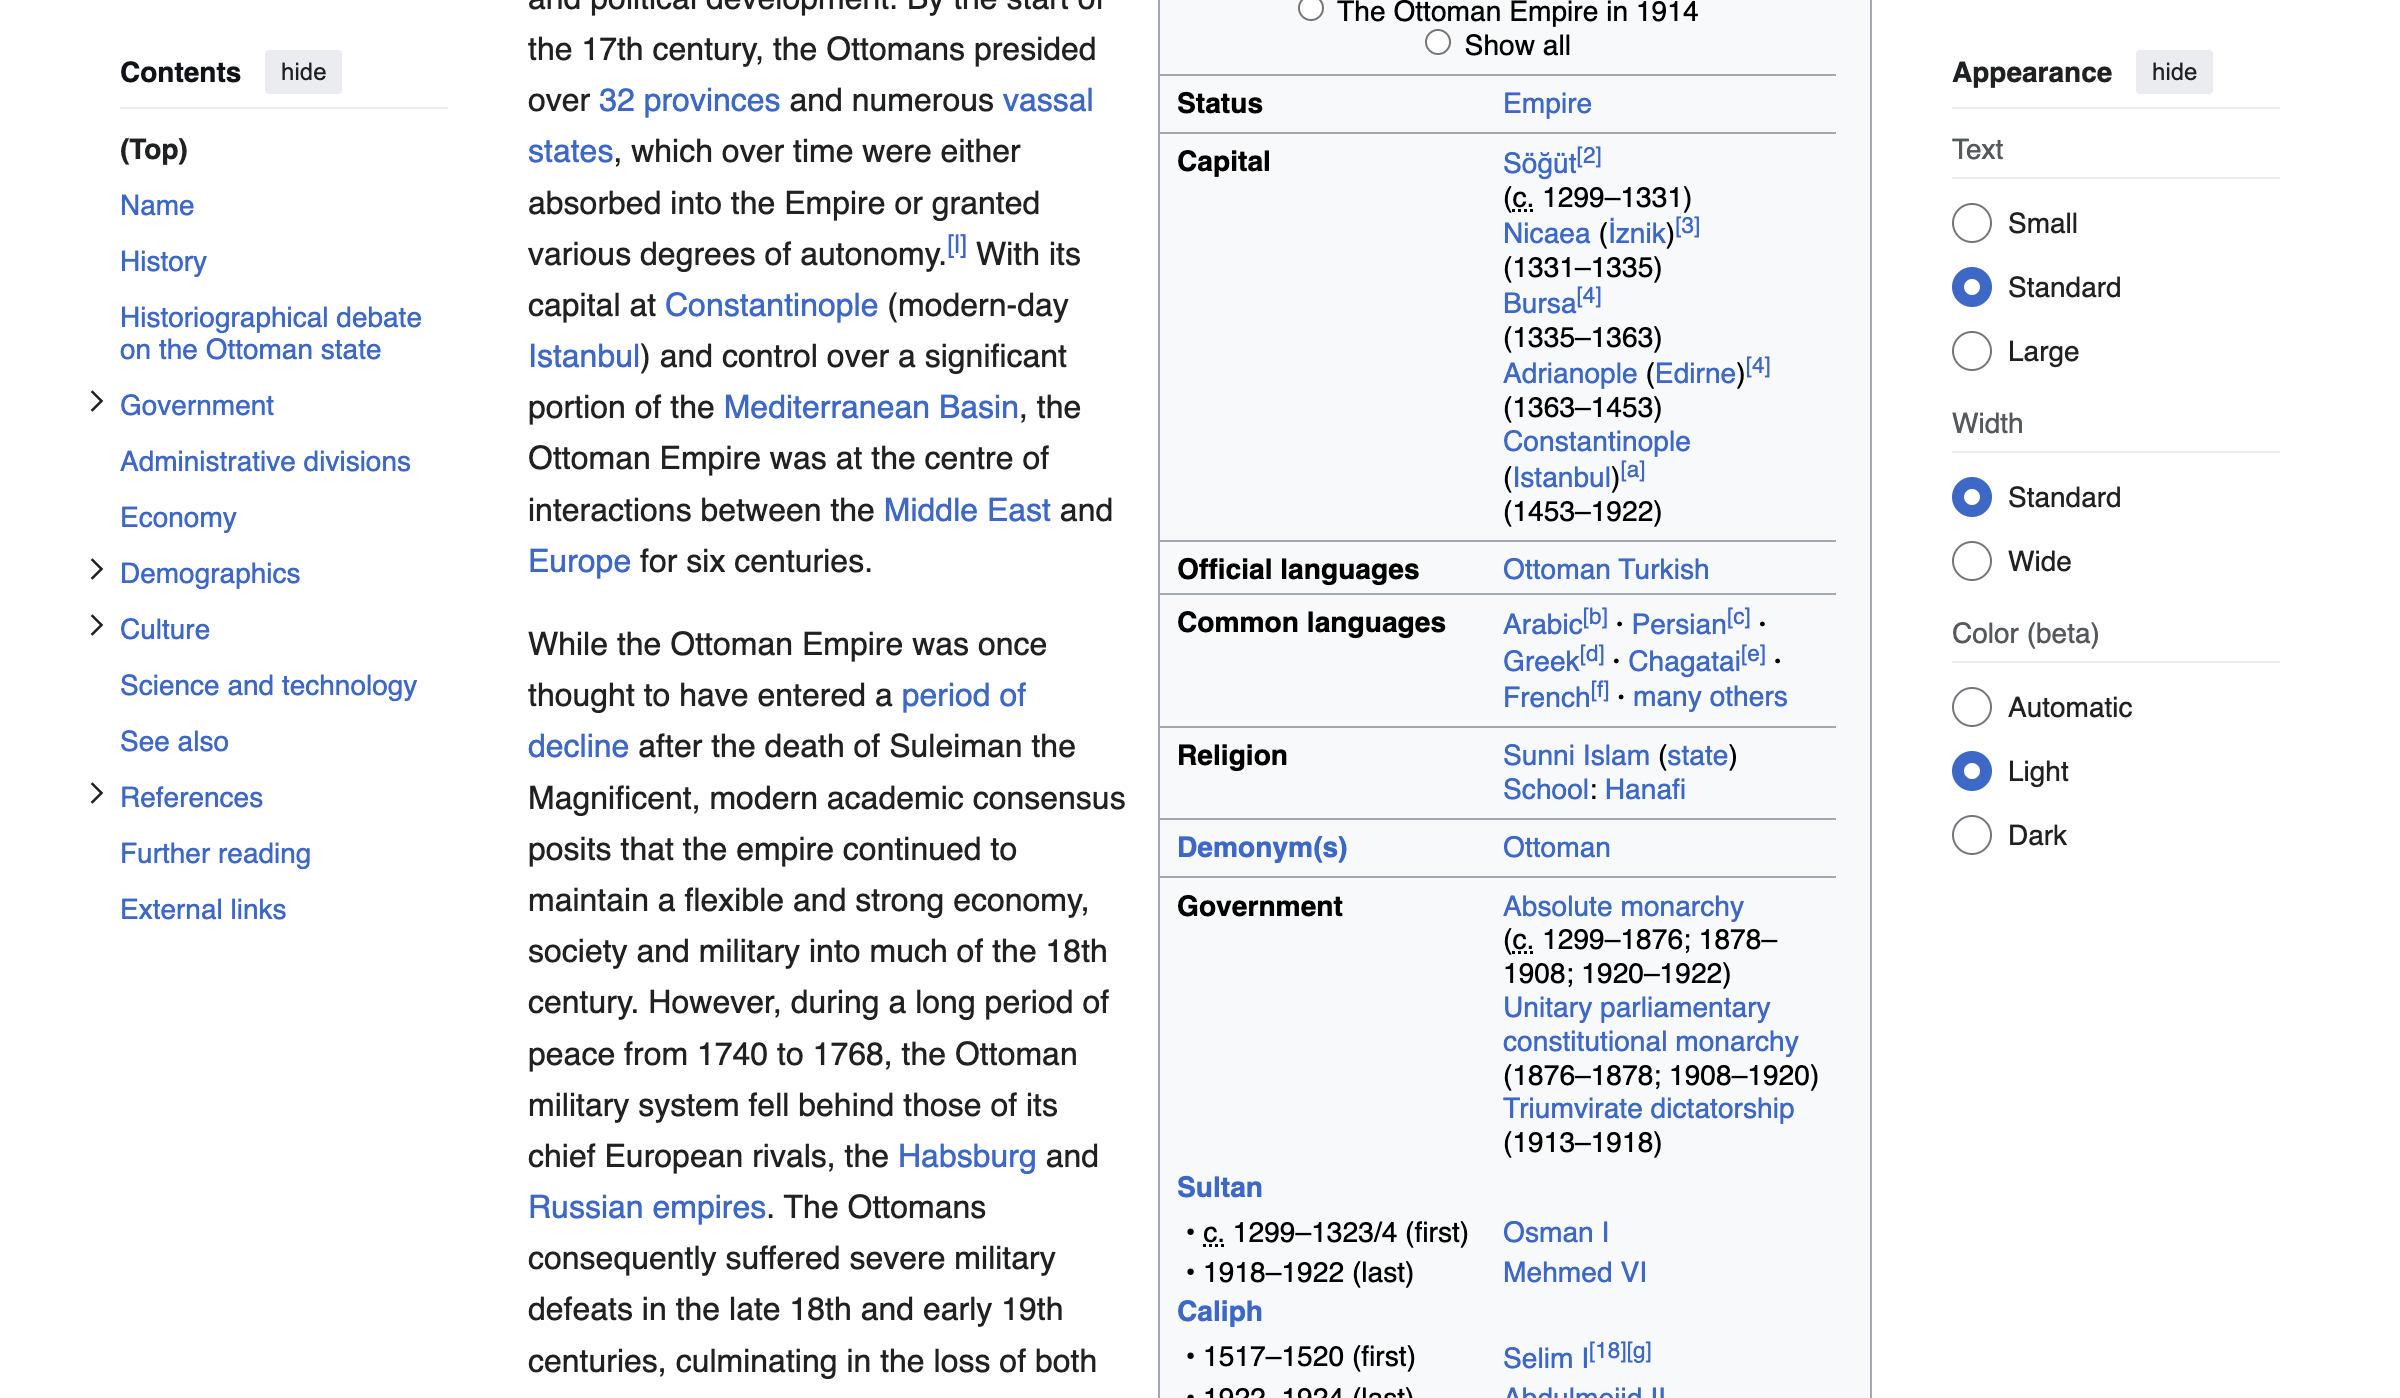 Contents hide
(Top)
Name
History
Historiographical debate
on the Ottoman state
Government
Administrative divisions
Economy
Demographics
Culture
Science and technology
See also
References
Further reading
External links
and political development. By the start of
the 17th century, the Ottomans presided
over 32 provinces and numerous vassal
states, which over time were either
absorbed into the Empire or granted
various degrees of autonomy.[l] With its
capital at Constantinople (modern-day
Istanbul) and control over a significant
portion of the Mediterranean Basin, the
Ottoman Empire was at the centre of
interactions between the Middle East and
Europe for six centuries.
While the Ottoman Empire was once
thought to have entered a period of
decline after the death of Suleiman the
Magnificent, modern academic consensus
posits that the empire continued to
maintain a flexible and strong economy,
society and military into much of the 18th
century. However, during a long period of
peace from 1740 to 1768, the Ottoman
military system fell behind those of its
chief European rivals, the Habsburg and
Russian empires. The Ottomans
consequently suffered severe military
defeats in the late 18th and early 19th
centuries, culminating in the loss of both
The Ottoman Empire in 1914
Show all
Status Empire
Capital Söğüt[2]
(c. 1299–1331)
Nicaea (İznik)[3]
(1331–1335)
Bursa[4]
(1335–1363)
Adrianople (Edirne)[4]
(1363–1453)
Constantinople
(Istanbul)[a]
(1453–1922)
Official languages Ottoman Turkish
Common languages Arabic[b] · Persian[c] ·
Greek[d] · Chagatai[e] ·
French[f] · many others
Religion Sunni Islam (state)
School: Hanafi
Demonym(s) Ottoman
Government Absolute monarchy
(c. 1299–1876; 1878–
1908; 1920–1922)
Unitary parliamentary
constitutional monarchy
(1876–1878; 1908–1920)
Triumvirate dictatorship
(1913–1918)
Sultan
• c. 1299–1323/4 (first) Osman I
• 1918–1922 (last) Mehmed VI
Caliph
• 1517–1520 (first) Selim I[18][g]
• 1922–1924 (last) Abdulmejid II
Appearance hide
Text
Small
Standard
Large
Width
Standard
Wide
Color (beta)
Automatic
Light
Dark